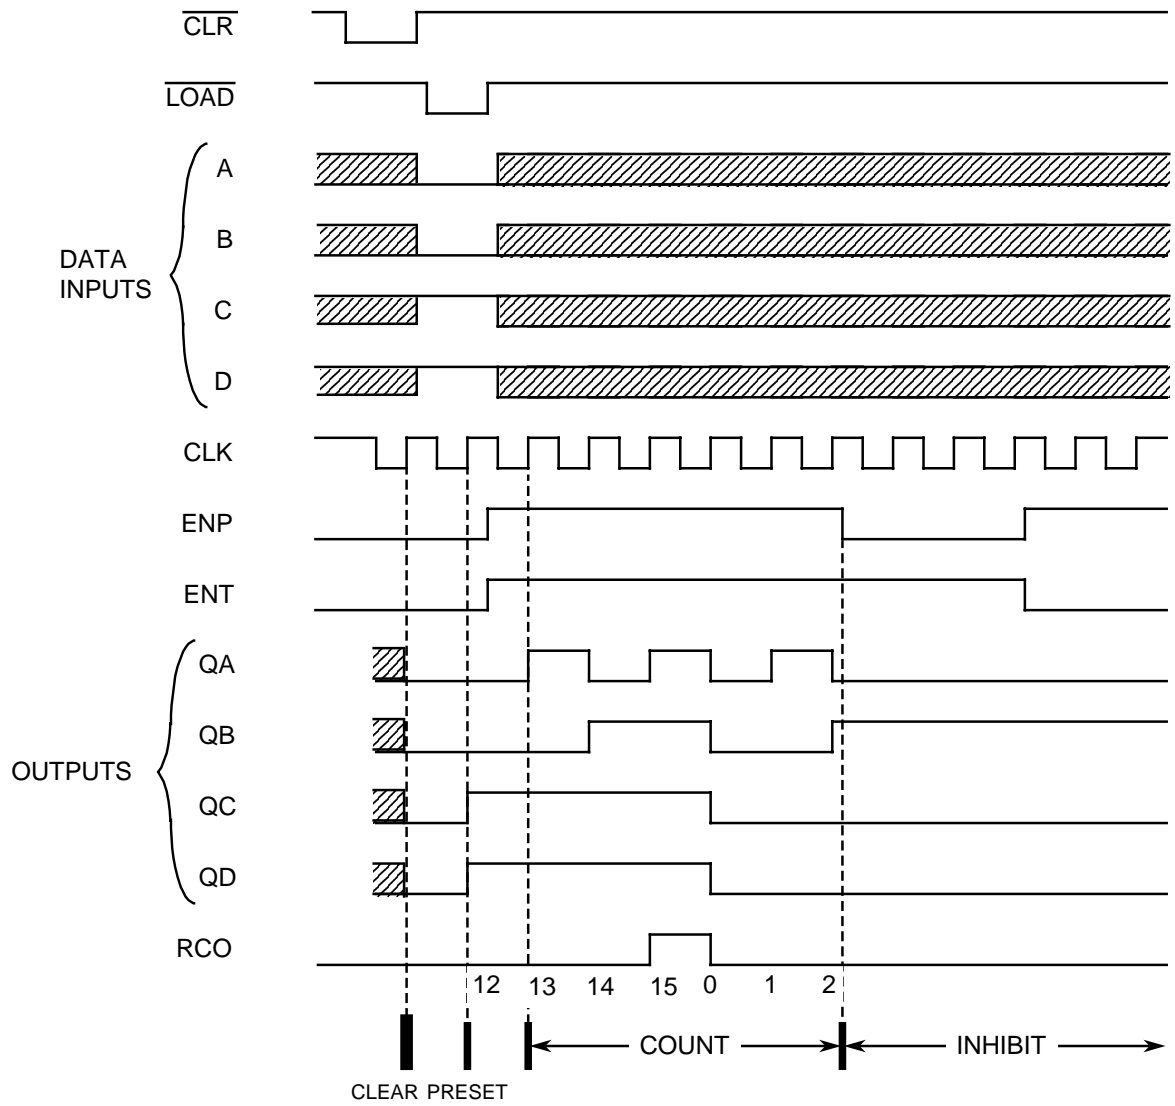 CLR
LOAD
A
B
DATA
INPUTS
C
D
CLK
ENP
ENT
QA
QB
OUTPUTS
QC
QD
RCO
12 13 14 15 0 1 2
COUNT INHIBIT
CLEAR PRESET